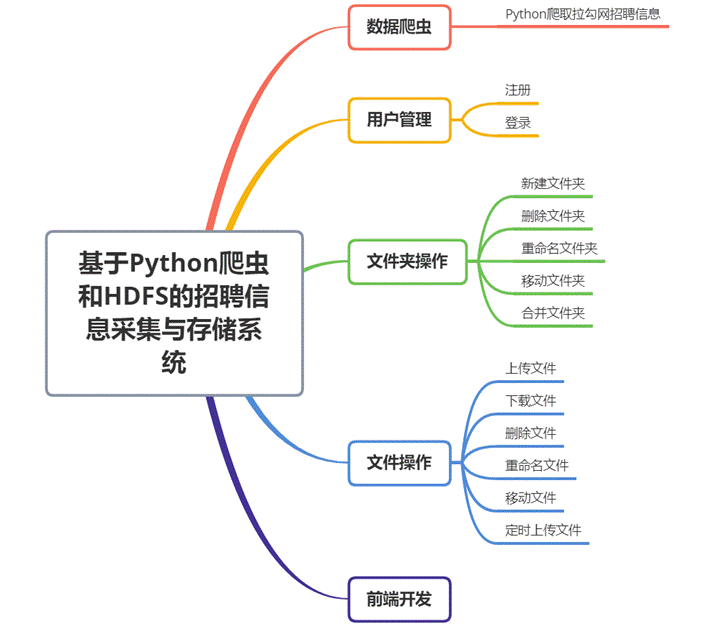 数据爬虫
Python爬取拉勾网招聘信息
用户管理
注册
登录
基于Python爬虫
和HDFS的招聘信
息采集与存储系
统
文件夹操作
新建文件夹
删除文件夹
重命名文件夹
移动文件夹
合并文件夹
文件操作
上传文件
下载文件
删除文件
重命名文件
移动文件
定时上传文件
前端开发